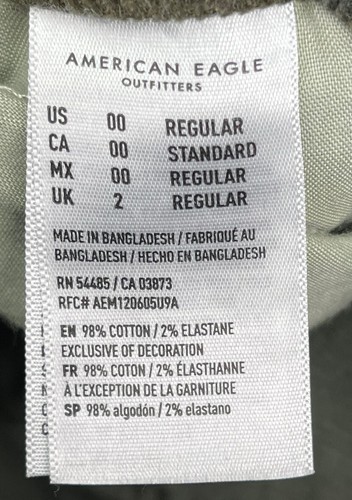 AMERICAN EAGLE
OUTFITTERS
US 00 REGULAR
CA 00 STANDARD
MX 00 REGULAR
UK 2 REGULAR
MADE IN BANGLADESH / FABRIQUÉ AU
BANGLADESH / HECHO EN BANGLADESH
RN 54485 / CA 03873
RFC# AEM120605U9A
EN 98% COTTON / 2% ELASTANE
EXCLUSIVE OF DECORATION
FR 98% COTON / 2% ÉLASTHANNE
À L'EXCEPTION DE LA GARNITURE
SP 98% algodón / 2% elastano